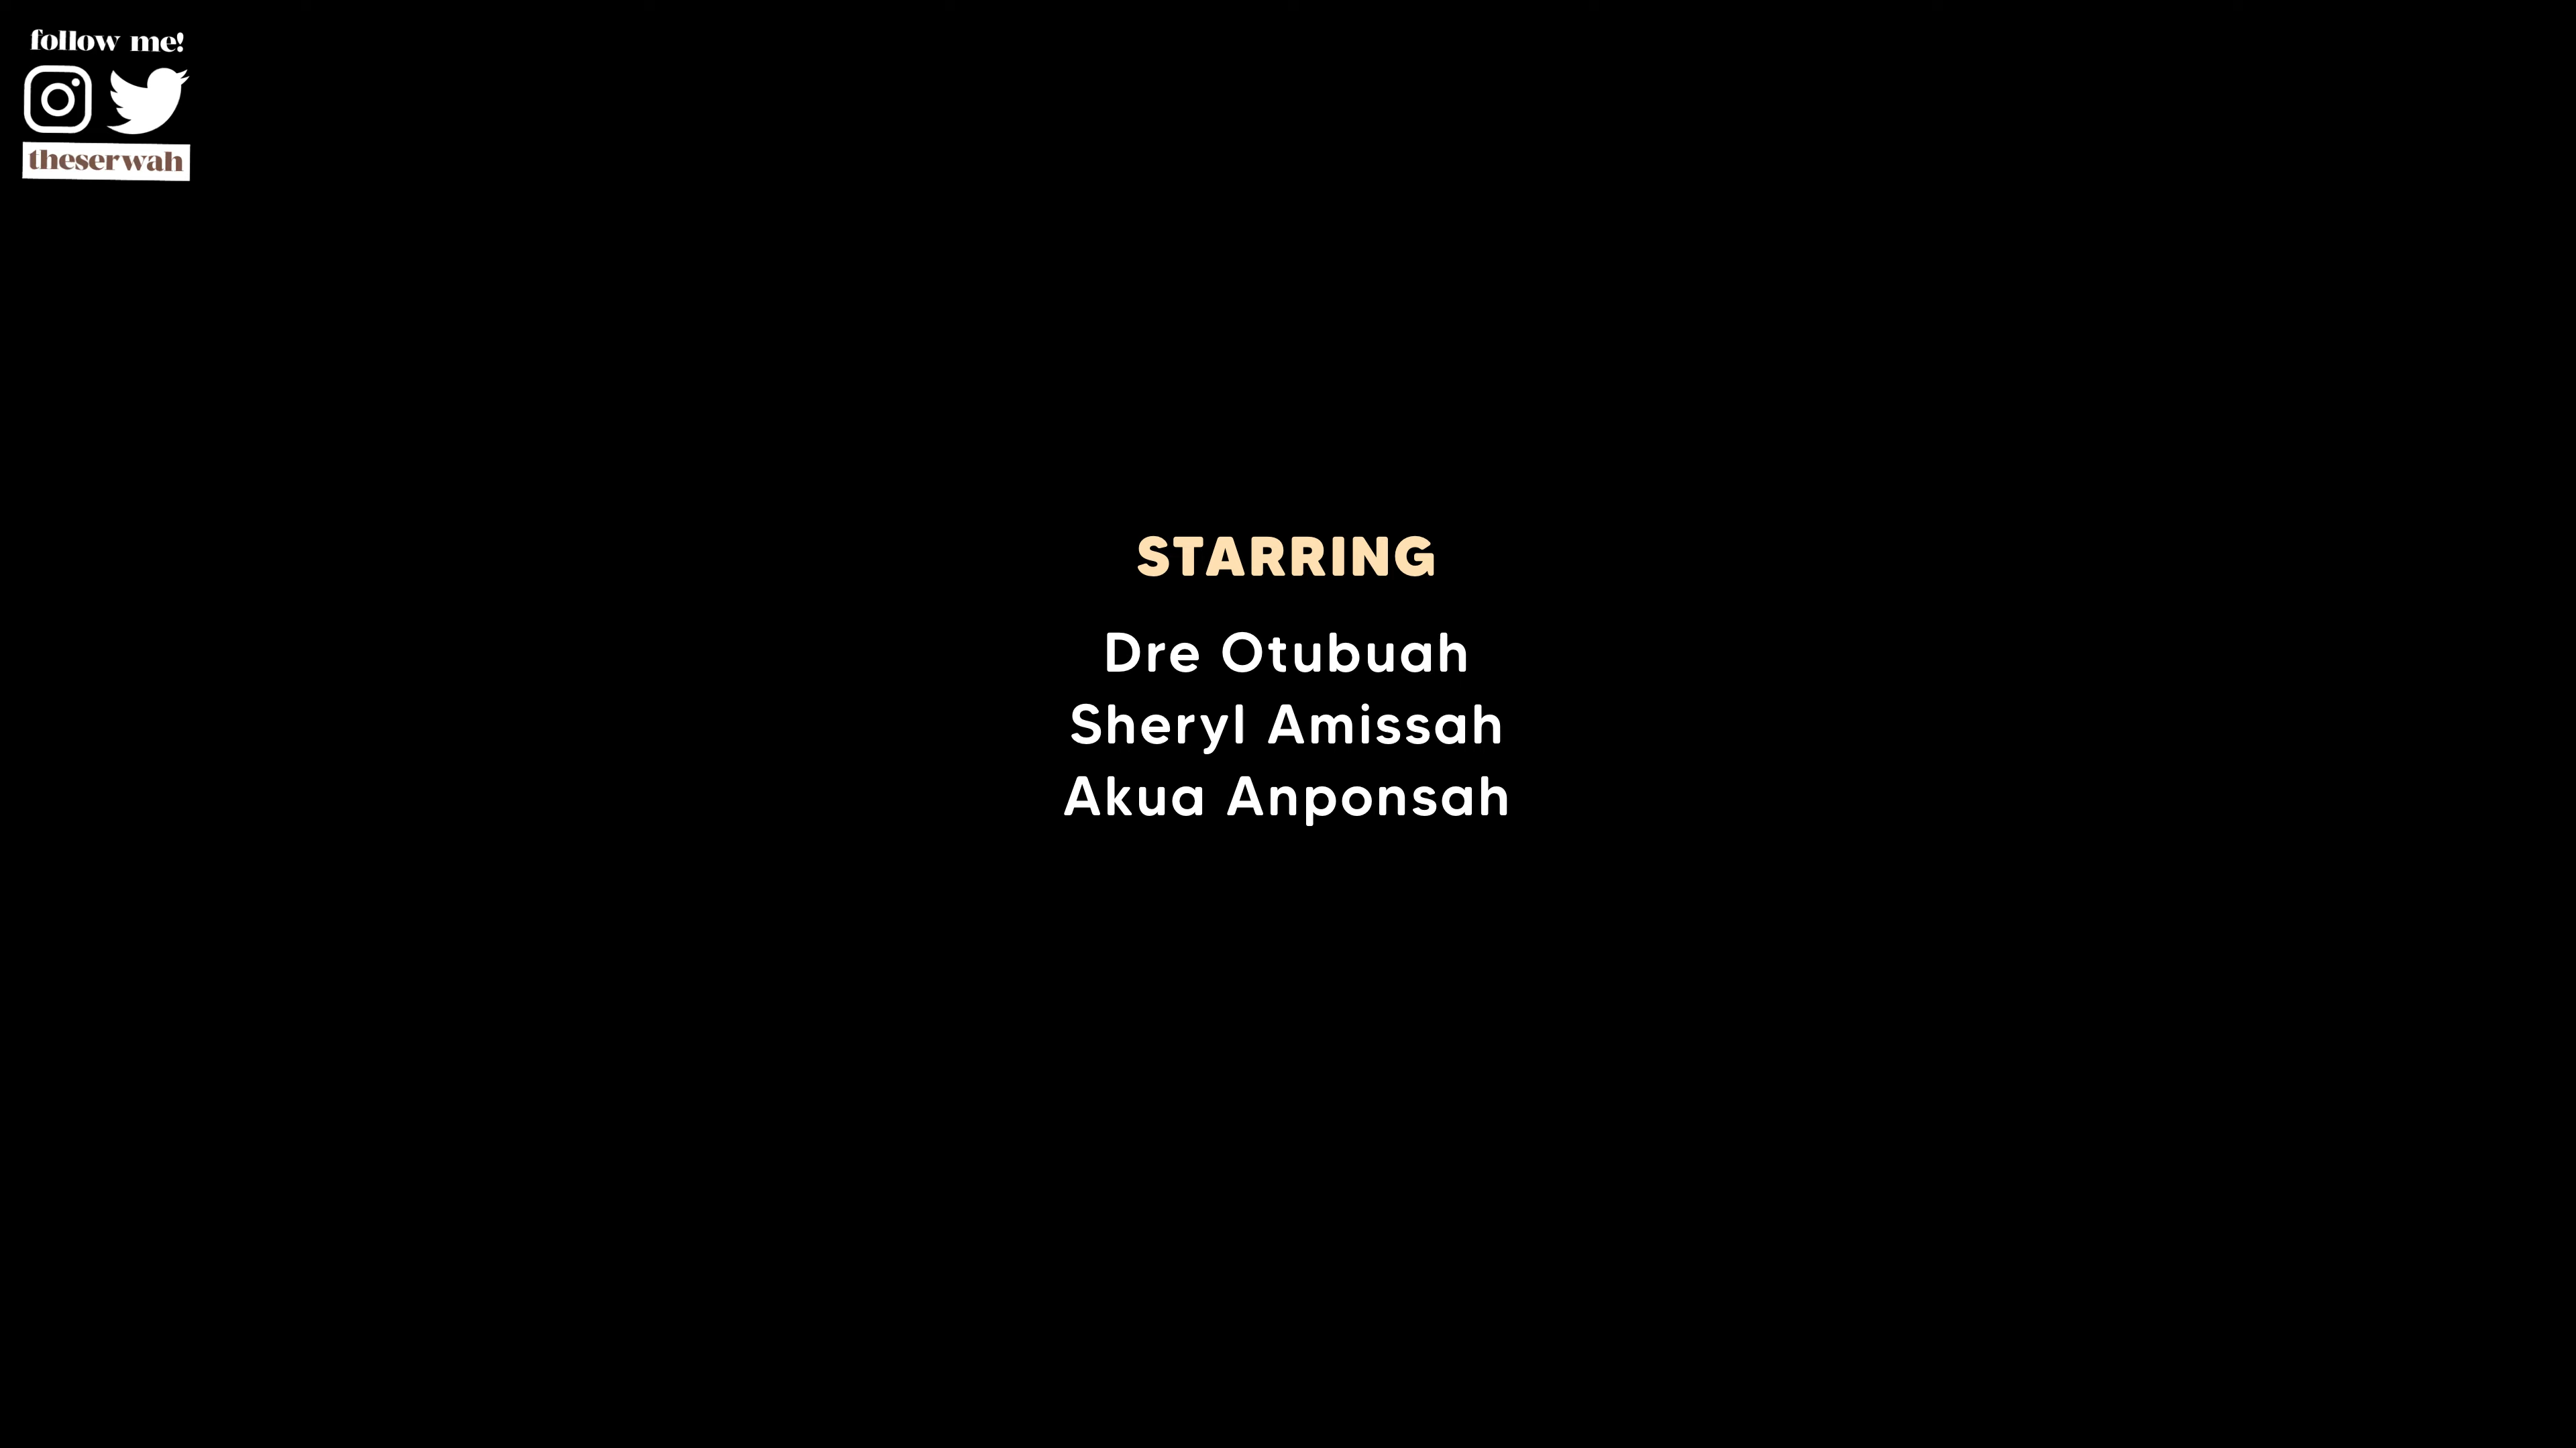 follow me!
theserwah
STARRING
Dre Otubuah
Sheryl Amissah
Akua Anponsah